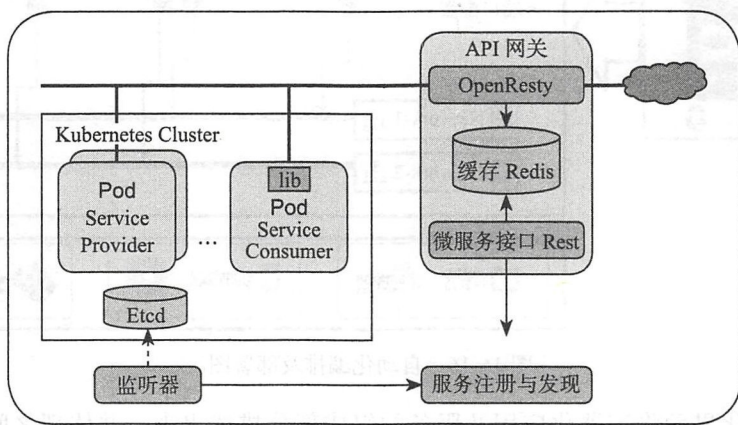 API 网关
OpenResty
Kubernetes Cluster
缓存 Redis
Pod
Service
Provider
...
lib
Pod
Service
Consumer
微服务接口 Rest
Etcd
监听器
服务注册与发现